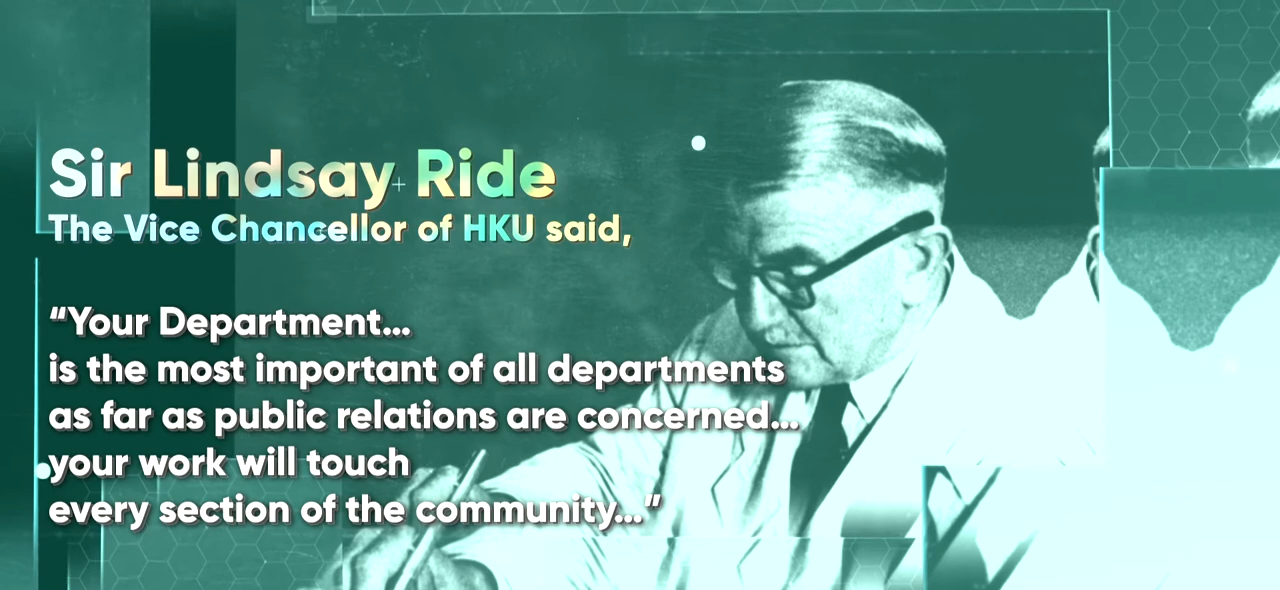 Sir Lindsay Ride
The Vice Chancellor of HKU said,
“Your Department...
is the most important of all departments
as far as public relations are concerned...
your work will touch
every section of the community...”